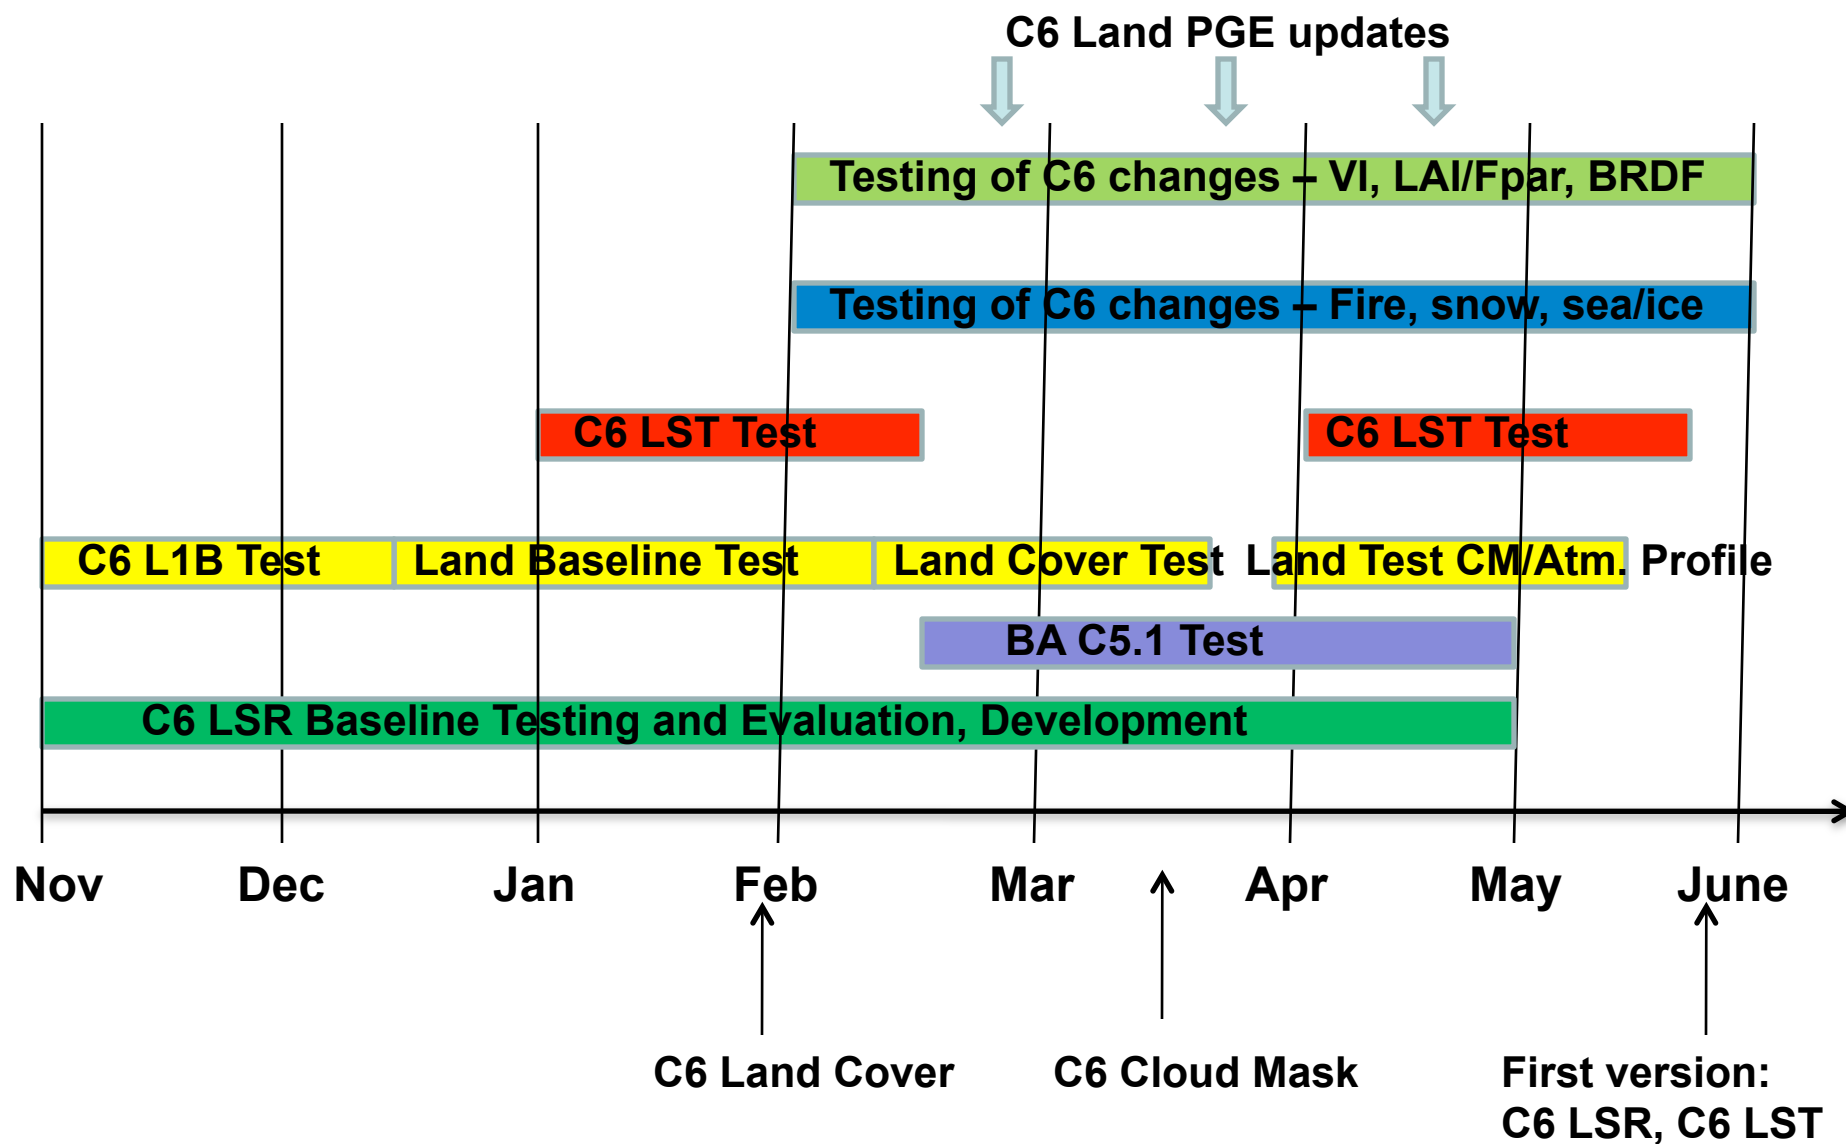 C6 Land PGE updates
Testing of C6 changes – VI, LAI/Fpar, BRDF
Testing of C6 changes – Fire, snow, sea/ice
C6 LST Test
C6 LST Test
C6 L1B Test
Land Baseline Test
Land Cover Test
Land Test CM/Atm. Profile
BA C5.1 Test
C6 LSR Baseline Testing and Evaluation, Development
Nov
Dec
Jan
Feb
Mar
Apr
May
June
C6 Land Cover
C6 Cloud Mask
First version:
C6 LSR, C6 LST